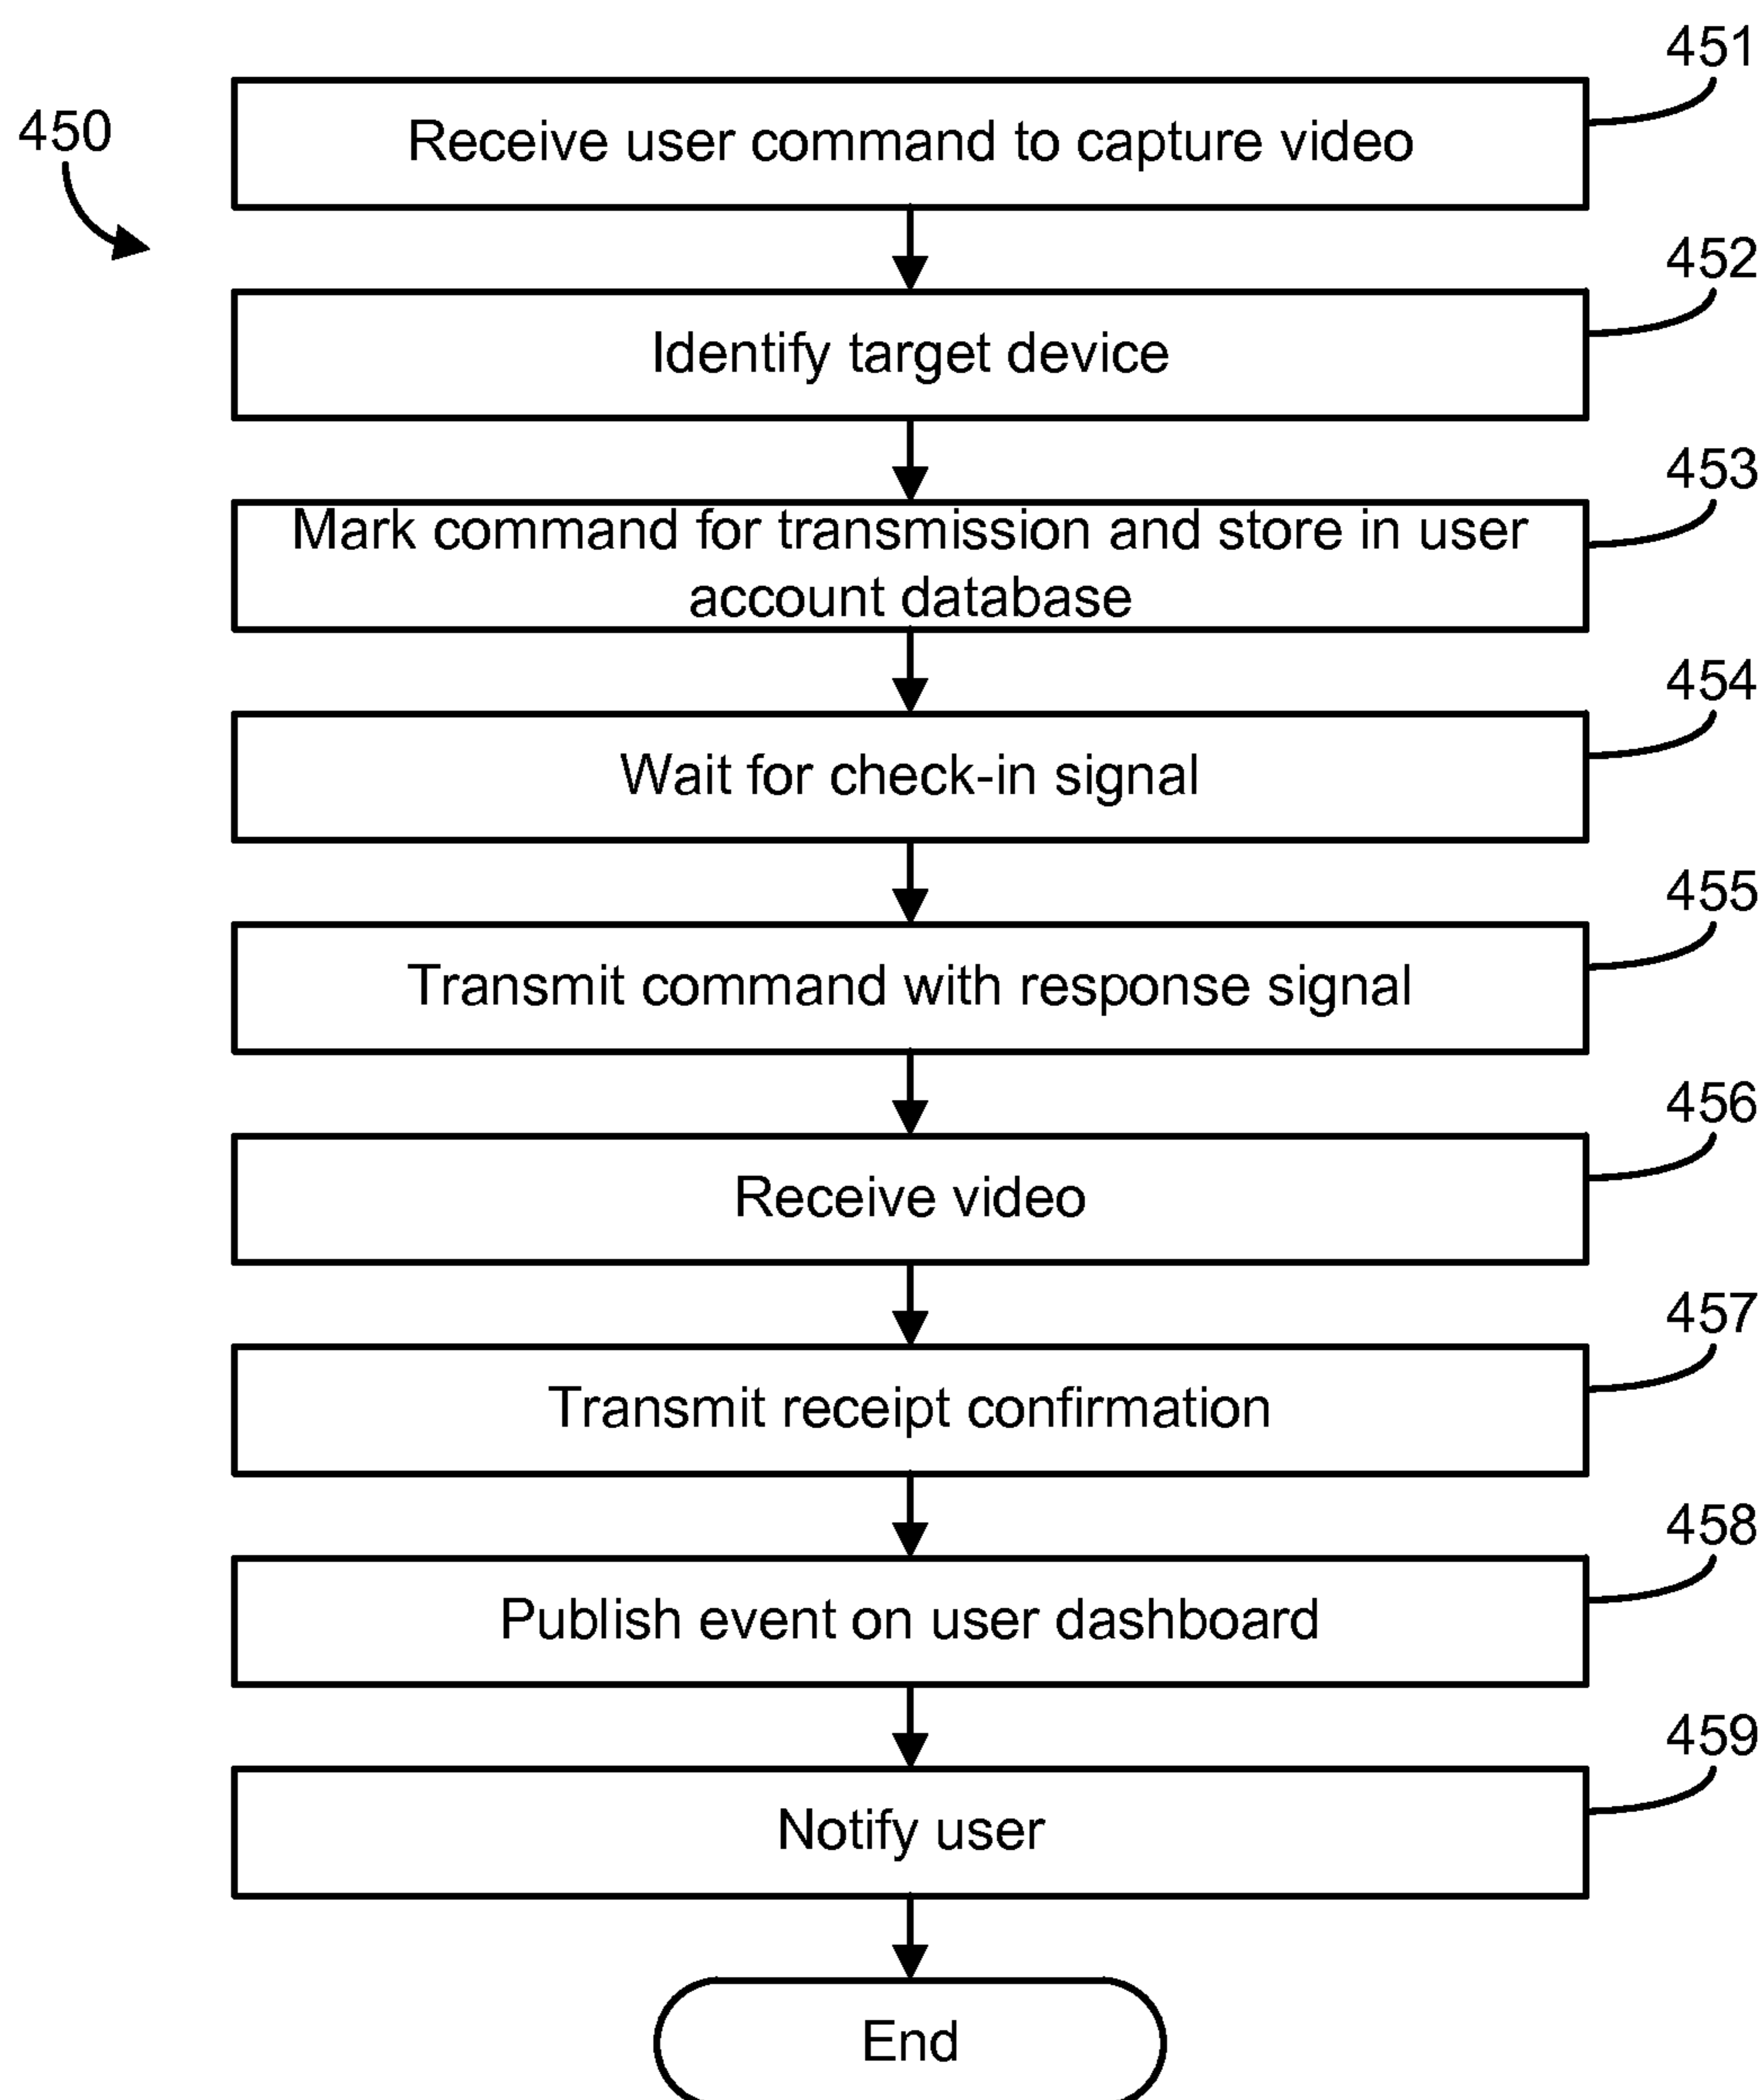 451
450
Receive user command to capture video
452
Identify target device
453
Mark command for transmission and store in user
account database
454
Wait for check-in signal
455
Transmit command with response signal
456
Receive video
457
Transmit receipt confirmation
458
Publish event on user dashboard
459
Notify user
End